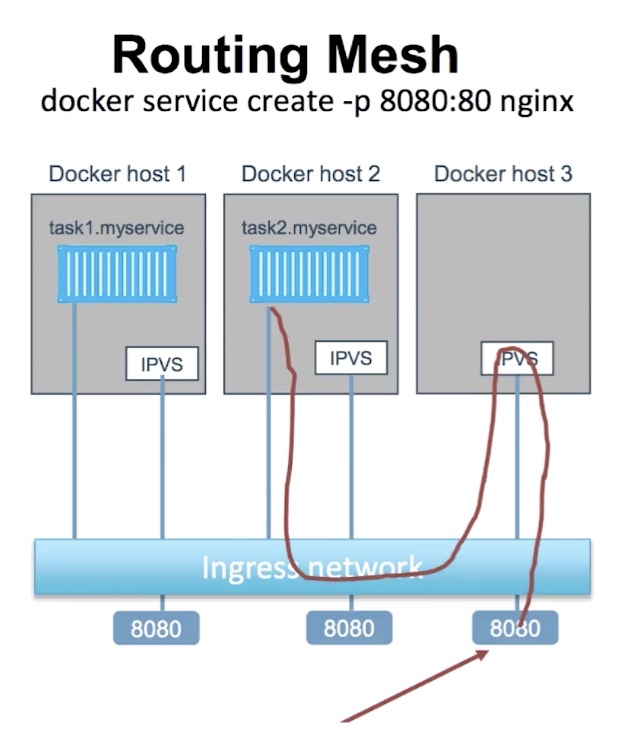 Routing Mesh
docker service create -p 8080:80 nginx
Docker host 1 Docker host 2 Docker host 3
task1.myservice task2.myservice
IPVS IPVS IPVS
Ingress network
8080 8080 8080